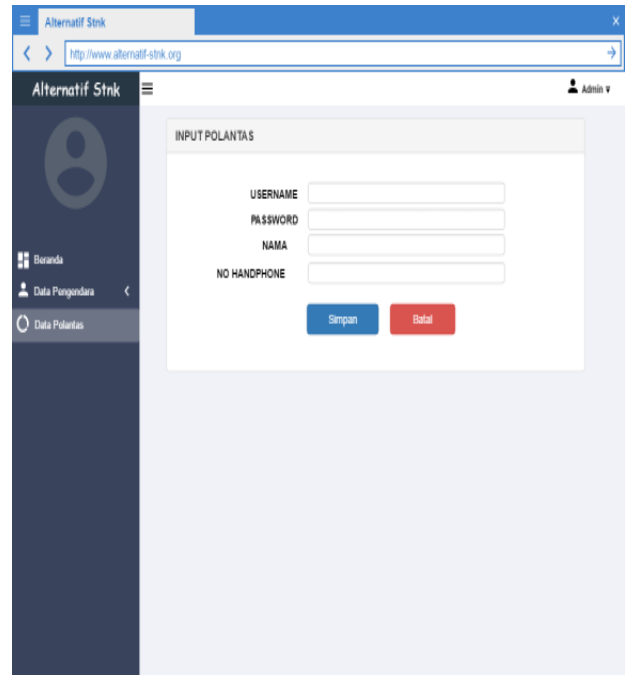 Alternatif Stnk
x
http://www.alternatif-stnk.org
Alternatif Stnk
Admin
INPUT POLANTAS
USERNAME
PASSWORD
NAMA
NO HANDPHONE
Beranda
Data Pengendara
Data Polantas
Simpan
Batal